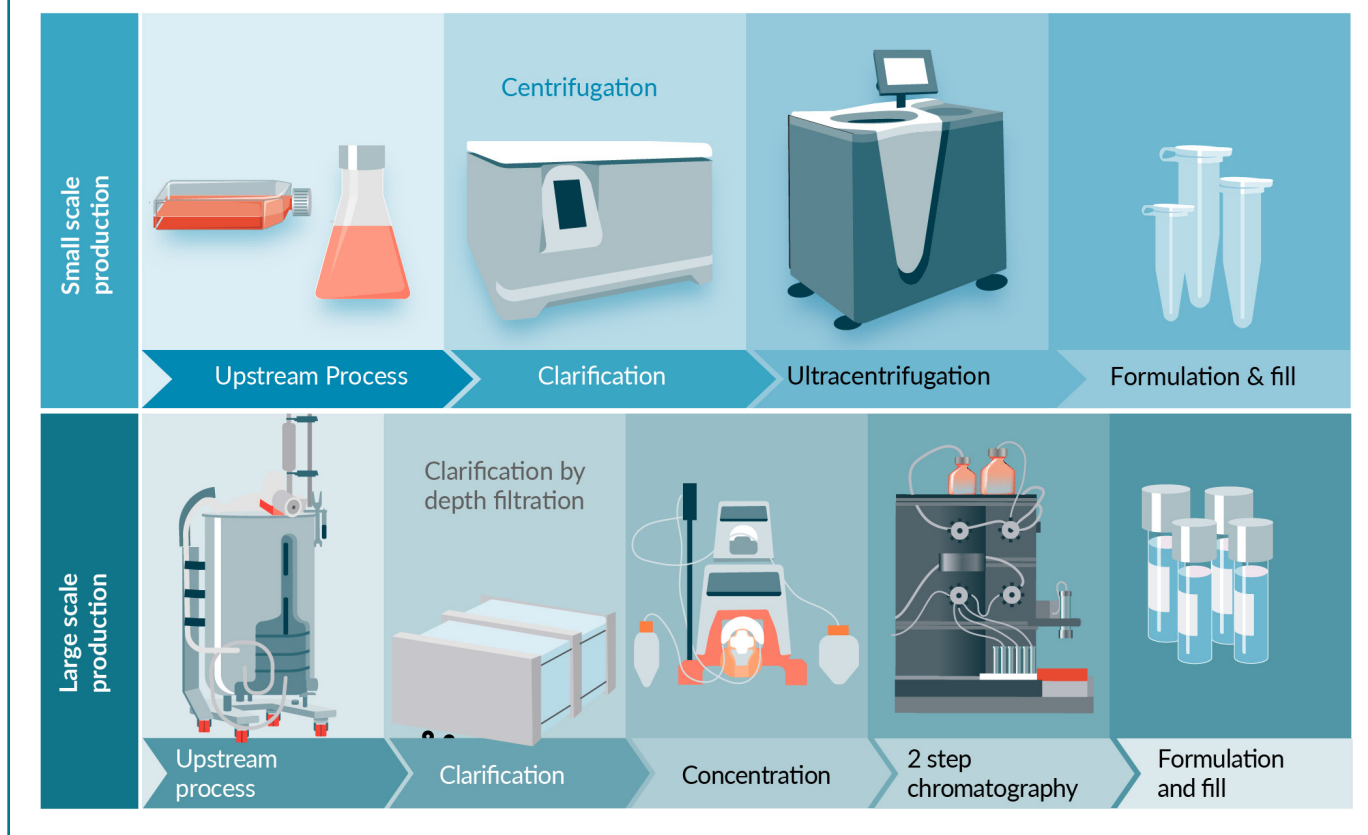 Small scale
production
Centrifugation
Upstream Process
Clarification
Ultracentrifugation
Formulation & fill
Large scale
production
Clarification by
depth filtration
Upstream
process
Clarification
Concentration
2 step
chromatography
Formulation
and fill